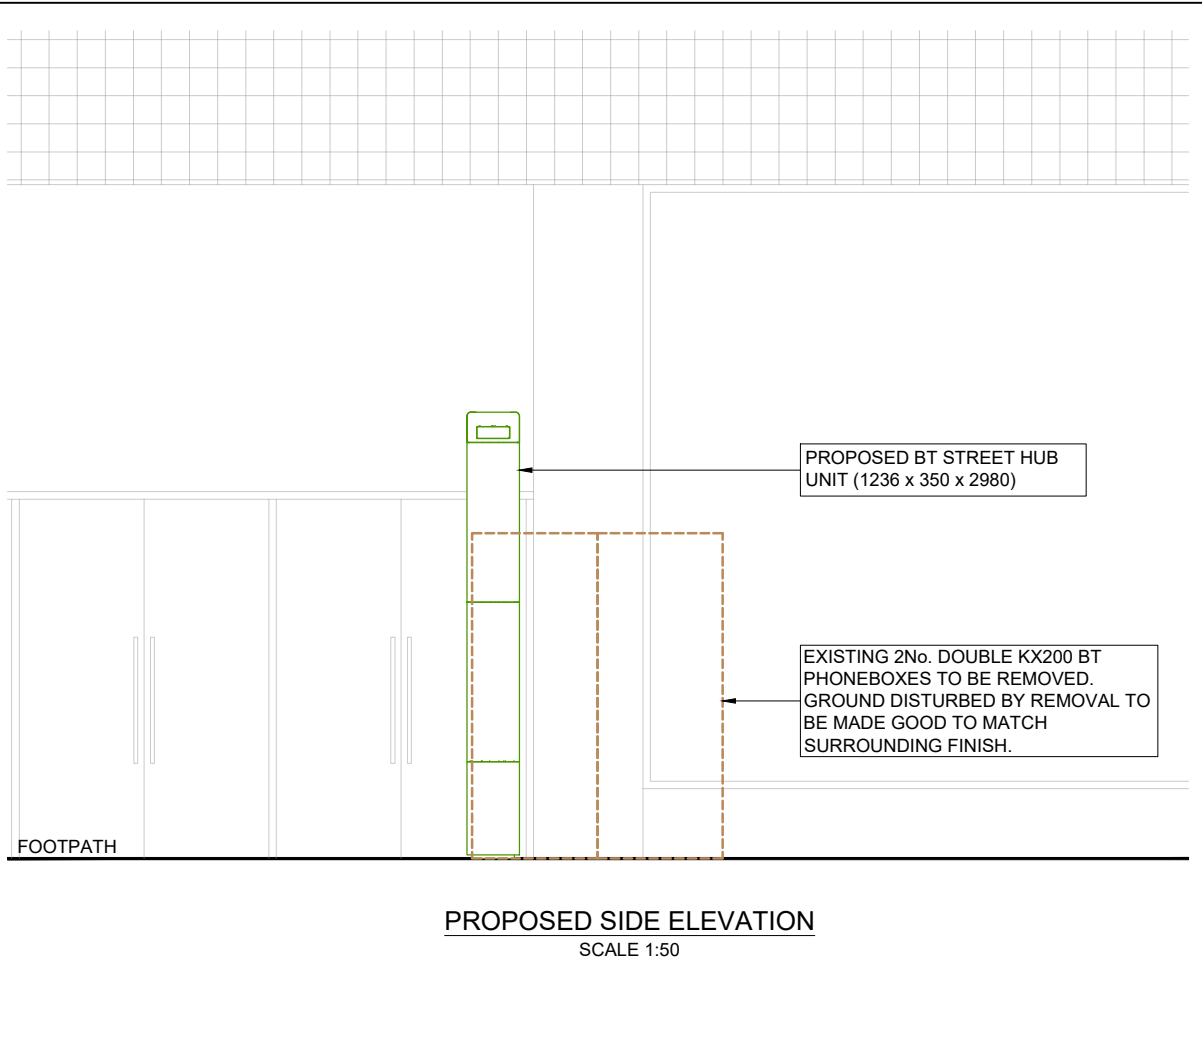 PROPOSED BT STREET HUB
UNIT (1236 x 350 x 2980)
EXISTING 2No. DOUBLE KX200 BT
PHONEBOXES TO BE REMOVED.
GROUND DISTURBED BY REMOVAL TO
BE MADE GOOD TO MATCH
SURROUNDING FINISH.
FOOTPATH
PROPOSED SIDE ELEVATION
SCALE 1:50